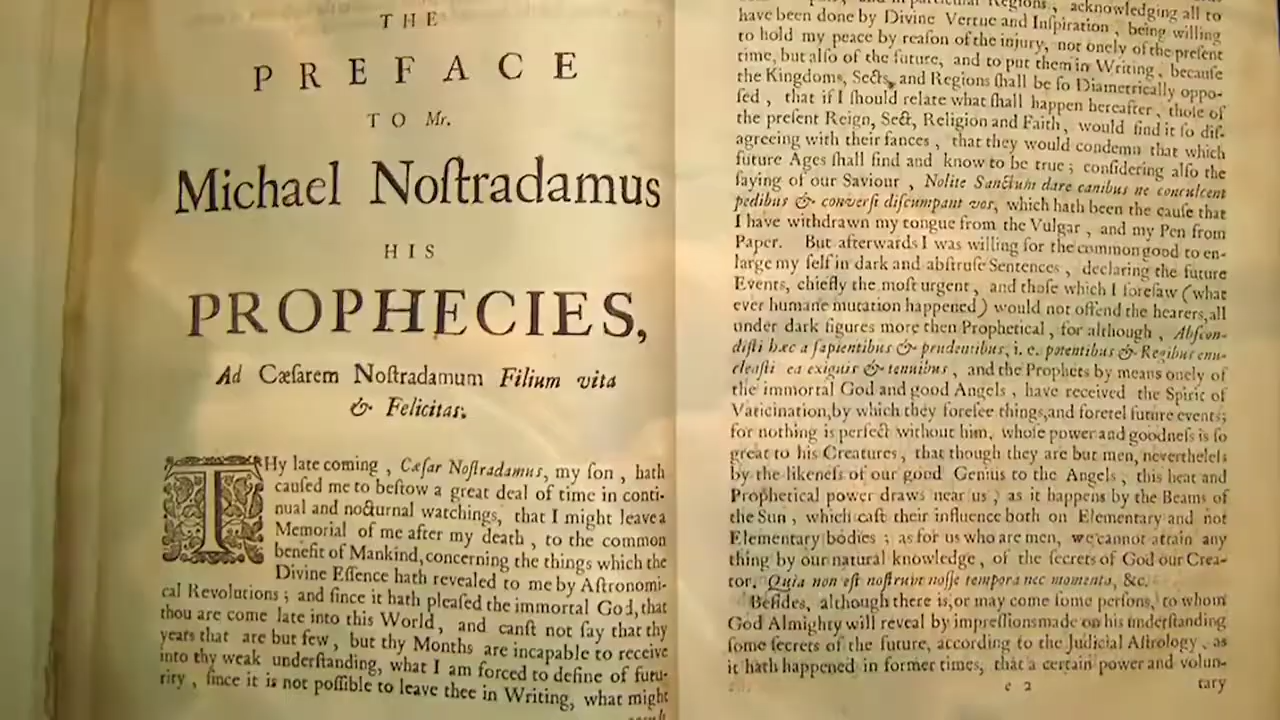 THE
PREFACE
TO Mr.
Michael Noſtradamus
HIS
PROPHECIES,
Ad Cæſarem Noſtradamum Filium vita
& Felicitas.
THy late coming , Cæſar Noſtradamus, my ſon , hath
cauſed me to beſtow a great deal of time in conti-
nual and nocturnal watchings, that I might leave a
Memorial of me after my death , to the common
benefit of Mankind, concerning the things which the
Divine Eſſence hath revealed to me by Aſtronomi-
cal Revolutions ; and ſince it hath pleaſed the immortal God, that
thou are come late into this World , and canſt not ſay that thy
years that are but few , but thy Months are incapable to receive
into thy weak underſtanding, what I am forced to define of futu-
rity , ſince it is not poſſible to leave thee in Writing, what might
Regions , acknowledging all to
have been done by Divine Vertue and Inſpiration , being willing
to hold my peace by reaſon of the injury, not onely of the preſent
time, but alſo of the future, and to put them in Writing , becauſe
the Kingdoms, Sects, and Regions ſhall be ſo Diametrically oppo-
ſed , that if I ſhould relate what ſhall happen hereafter, thoſe of
the preſent Reign, Sect, Religion and Faith, would find it ſo diſ-
agreeing with their fances , that they would condemn that which
future Ages ſhall find and know to be true ; conſidering alſo the
ſaying of our Saviour , Nolite Sanctum dare canibus ne conculcent
pedibus & converſi diſcumpant vos, which hath been the cauſe that
I have withdrawn my tongue from the Vulgar , and my Pen from
Paper. But afterwards I was willing for the common good to en-
large my ſelf in dark and abſtruſe Sentences , declaring the future
Events, chiefly the moſt urgent , and thoſe which I foreſaw (what
ever humane mutation happened) would not offend the hearers, all
under dark figures more then Prophetical, for although , Abſcon-
diſti hæc a ſapientibus & prudentibus, i. e. potentibus & Regibus enu-
cleaſti ea exiguis & tenuibus , and the Prophets by means onely of
the immortal God and good Angels , have received the Spirit of
Vaticination, by which they foreſee things, and foretel future events;
for nothing is perfect without him, whoſe power and goodneſs is ſo
great to his Creatures , that though they are but men, nevertheleſs
by the likeneſs of our good Genius to the Angels , this heat and
Prophetical power draws near us , as it happens by the Beams of
the Sun , which caſt their influence both on Elementary and not
Elementary bodies ; as for us who are men, we cannot attain any
thing by our natural knowledge , of the ſecrets of God our Crea-
tor. Quia non eſt noſtrum noſſe tempora nec momenta, &c.
Beſides, although there is, or may come ſome perſons, to whom
God Almighty will reveal by impreſſions made on his underſtanding
ſome ſecrets of the future, according to the Judicial Aſtrology , as
it hath happened in former times, that a certain power and volun-
e 2 tary